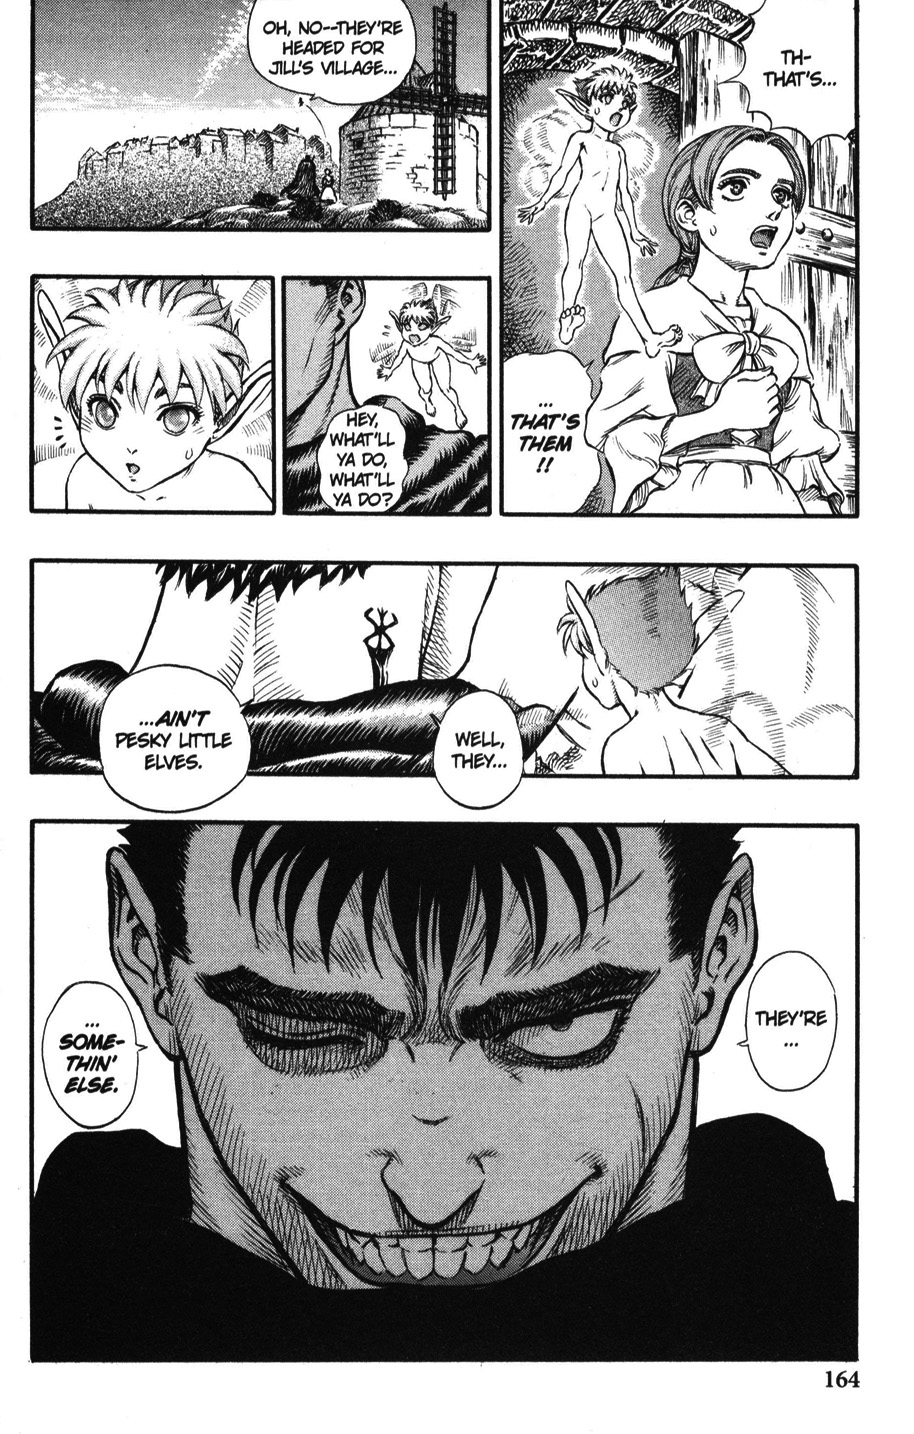 TH-
THAT'S...
...
THAT'S
THEM
!!
OH, NO--THEY'RE
HEADED FOR
JILL'S VILLAGE...
HEY,
WHAT'LL
YA DO,
WHAT'LL
YA DO?
WELL,
THEY...
...AIN'T
PESKY LITTLE
ELVES.
THEY'RE
...
...
SOME-
THIN'
ELSE.
164